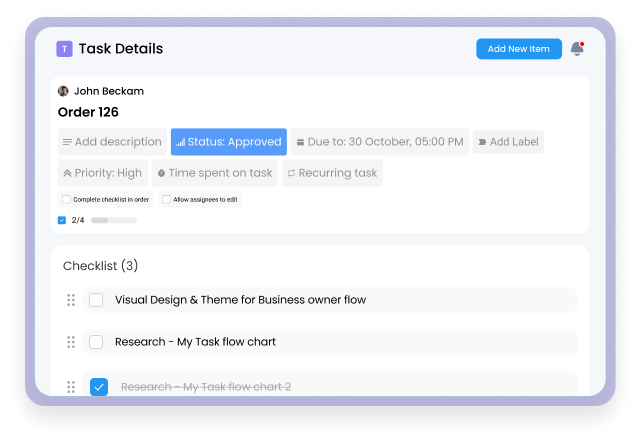 T Task Details Add New Item
John Beckam
Order 126
Add description Status: Approved Due to: 30 October, 05:00 PM Add Label
Priority: High Time spent on task Recurring task
Complete checklist in order Allow assignees to edit
2/4
Checklist (3)
Visual Design & Theme for Business owner flow
Research - My Task flow chart
Research - My Task flow chart 2